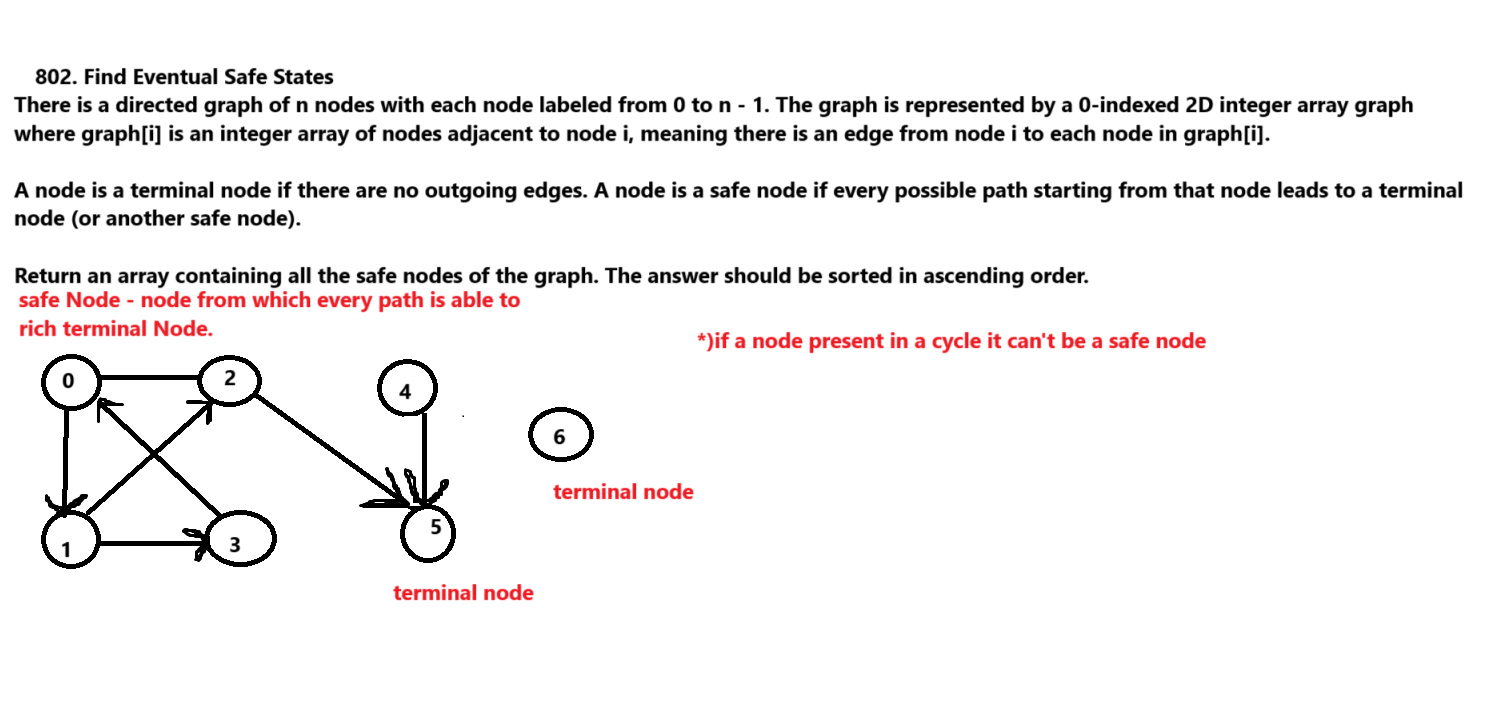 802. Find Eventual Safe States
There is a directed graph of n nodes with each node labeled from 0 to n - 1. The graph is represented by a 0-indexed 2D integer array graph
where graph[i] is an integer array of nodes adjacent to node i, meaning there is an edge from node i to each node in graph[i].
A node is a terminal node if there are no outgoing edges. A node is a safe node if every possible path starting from that node leads to a terminal
node (or another safe node).
Return an array containing all the safe nodes of the graph. The answer should be sorted in ascending order.
safe Node - node from which every path is able to
rich terminal Node.
*)if a node present in a cycle it can't be a safe node
0
2
4
6
terminal node
5
1
3
terminal node